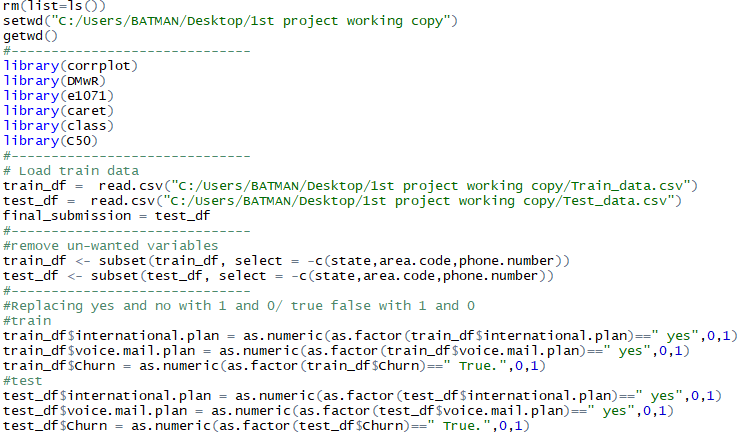 rm(list=ls())
setwd("C:/Users/BATMAN/Desktop/1st project working copy")
getwd()
#------------------------------
library(corrplot)
library(DMwR)
library(e1071)
library(caret)
library(class)
library(C50)
#------------------------------
# Load train data
train_df =  read.csv("C:/Users/BATMAN/Desktop/1st project working copy/Train_data.csv")
test_df =  read.csv("C:/Users/BATMAN/Desktop/1st project working copy/Test_data.csv")
final_submission = test_df
#------------------------------
#remove un-wanted variables
train_df <- subset(train_df, select = -c(state,area.code,phone.number))
test_df <- subset(test_df, select = -c(state,area.code,phone.number))
#------------------------------
#Replacing yes and no with 1 and 0/ true false with 1 and 0
#train
train_df$international.plan = as.numeric(as.factor(train_df$international.plan)==" yes",0,1)
train_df$voice.mail.plan = as.numeric(as.factor(train_df$voice.mail.plan)==" yes",0,1)
train_df$Churn = as.numeric(as.factor(train_df$Churn)==" True.",0,1)
#test
test_df$international.plan = as.numeric(as.factor(test_df$international.plan)==" yes",0,1)
test_df$voice.mail.plan = as.numeric(as.factor(test_df$voice.mail.plan)==" yes",0,1)
test_df$Churn = as.numeric(as.factor(test_df$Churn)==" True.",0,1)